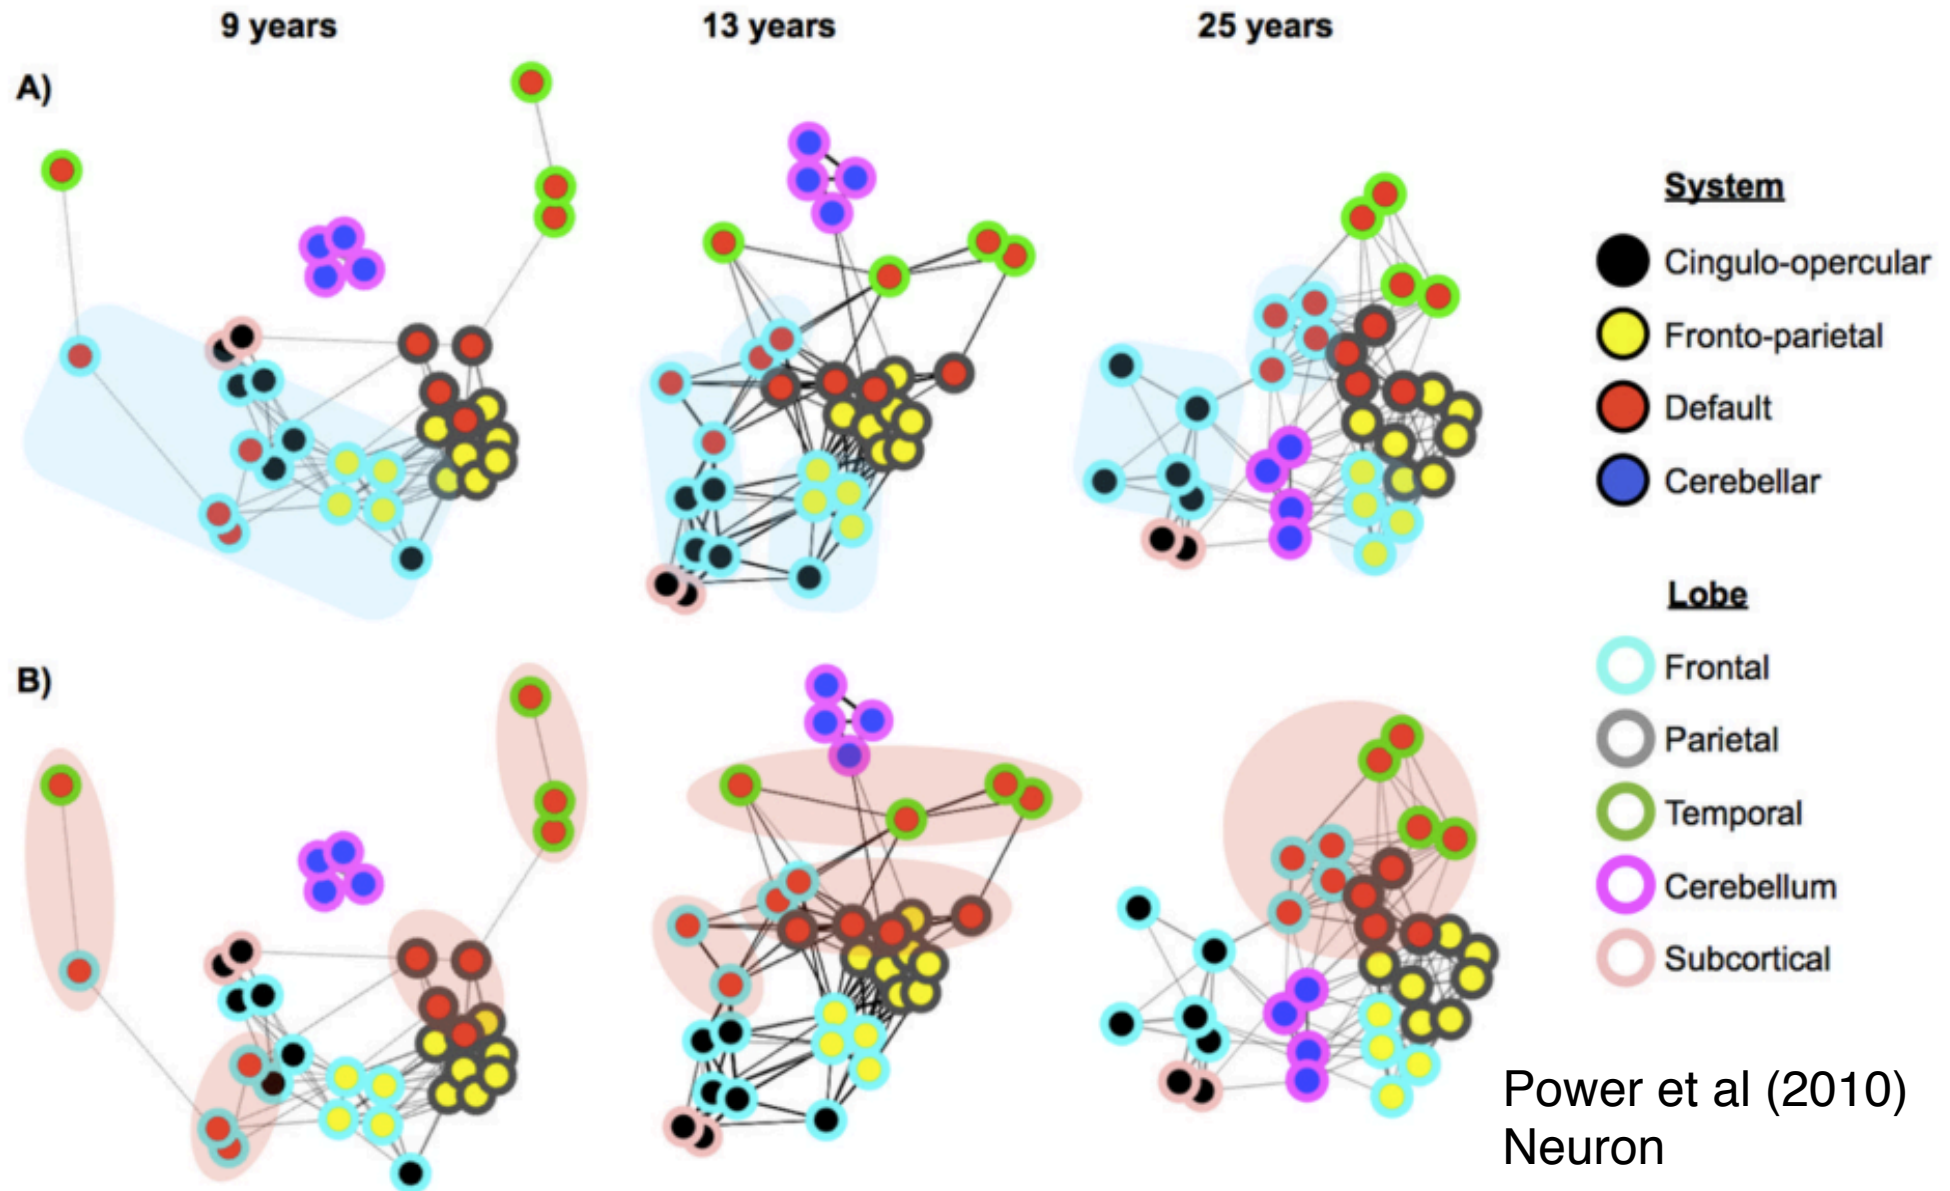 9 years
13 years
25 years
A)
System
Cingulo-opercular
Fronto-parietal
Default
Cerebellar
Lobe
Frontal
Parietal
Temporal
Cerebellum
Subcortical
B)
Power et al (2010)
Neuron